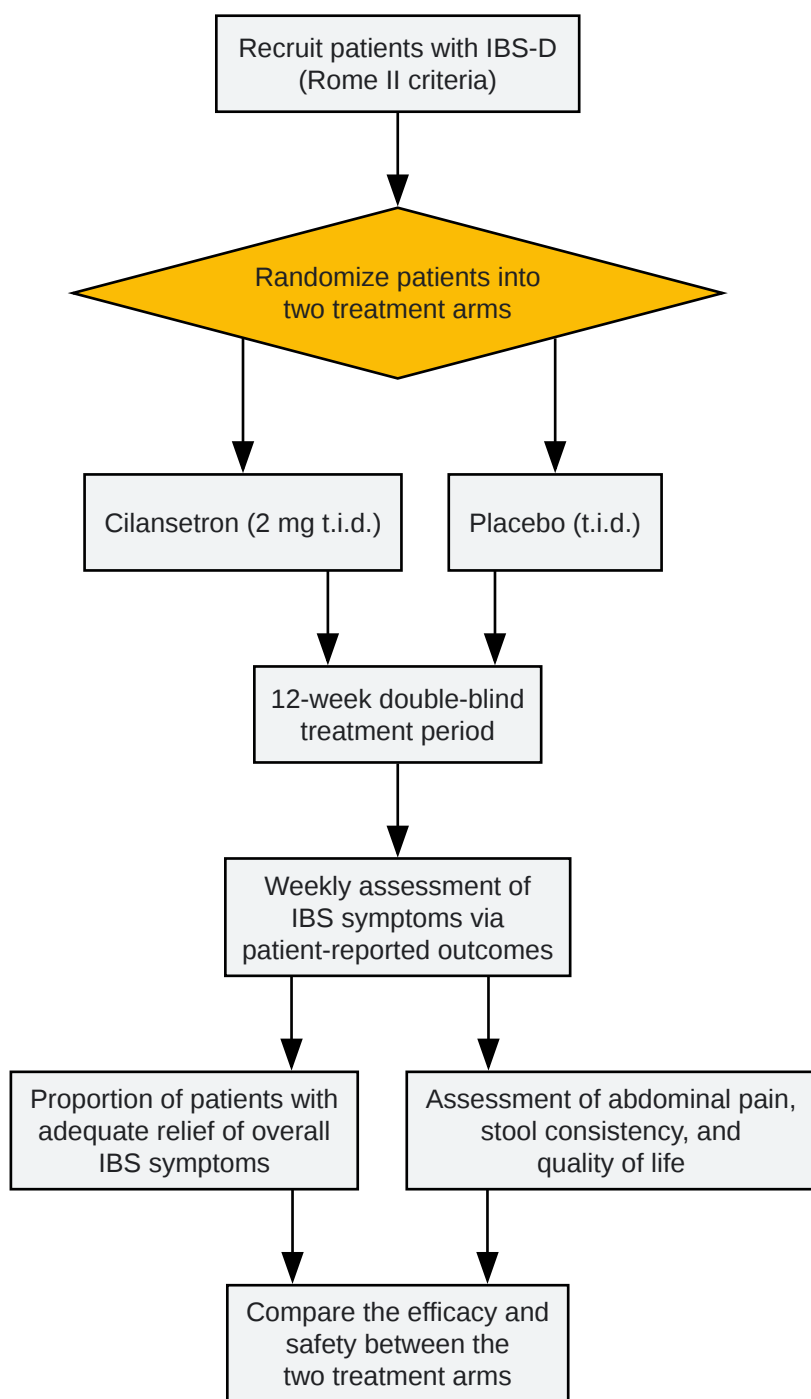 Recruit patients with IBS-D
(Rome II criteria)
Randomize patients into
two treatment arms
Cilansetron (2 mg t.i.d.)
Placebo (t.i.d.)
12-week double-blind
treatment period
Weekly assessment of
IBS symptoms via
patient-reported outcomes
Proportion of patients with
adequate relief of overall
IBS symptoms
Assessment of abdominal pain,
stool consistency, and
quality of life
Compare the efficacy and
safety between the
two treatment arms